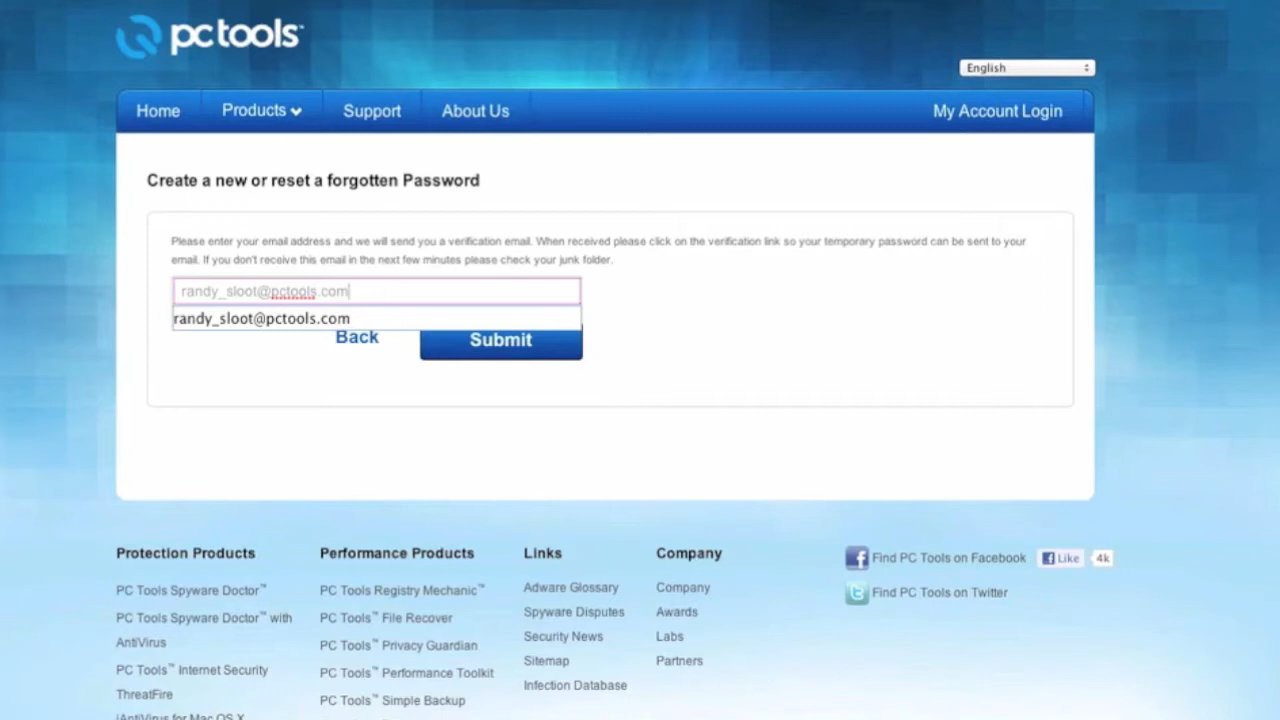 pctools™
English
Home
Products
Support
About Us
My Account Login
Create a new or reset a forgotten Password
Please enter your email address and we will send you a verification email. When received please click on the verification link so your temporary password can be sent to your
email. If you don't receive this email in the next few minutes please check your junk folder.
randy_sloot@pctools.com
randy_sloot@pctools.com
Back
Submit
Protection Products
PC Tools Spyware Doctor™
PC Tools Spyware Doctor™ with
AntiVirus
PC Tools™ Internet Security
ThreatFire
iAntiVirus for Mac OS X
Performance Products
PC Tools Registry Mechanic™
PC Tools™ File Recover
PC Tools™ Privacy Guardian
PC Tools™ Performance Toolkit
PC Tools™ Simple Backup
Links
Adware Glossary
Spyware Disputes
Security News
Sitemap
Infection Database
Company
Company
Awards
Labs
Partners
Find PC Tools on Facebook
Like
4k
Find PC Tools on Twitter